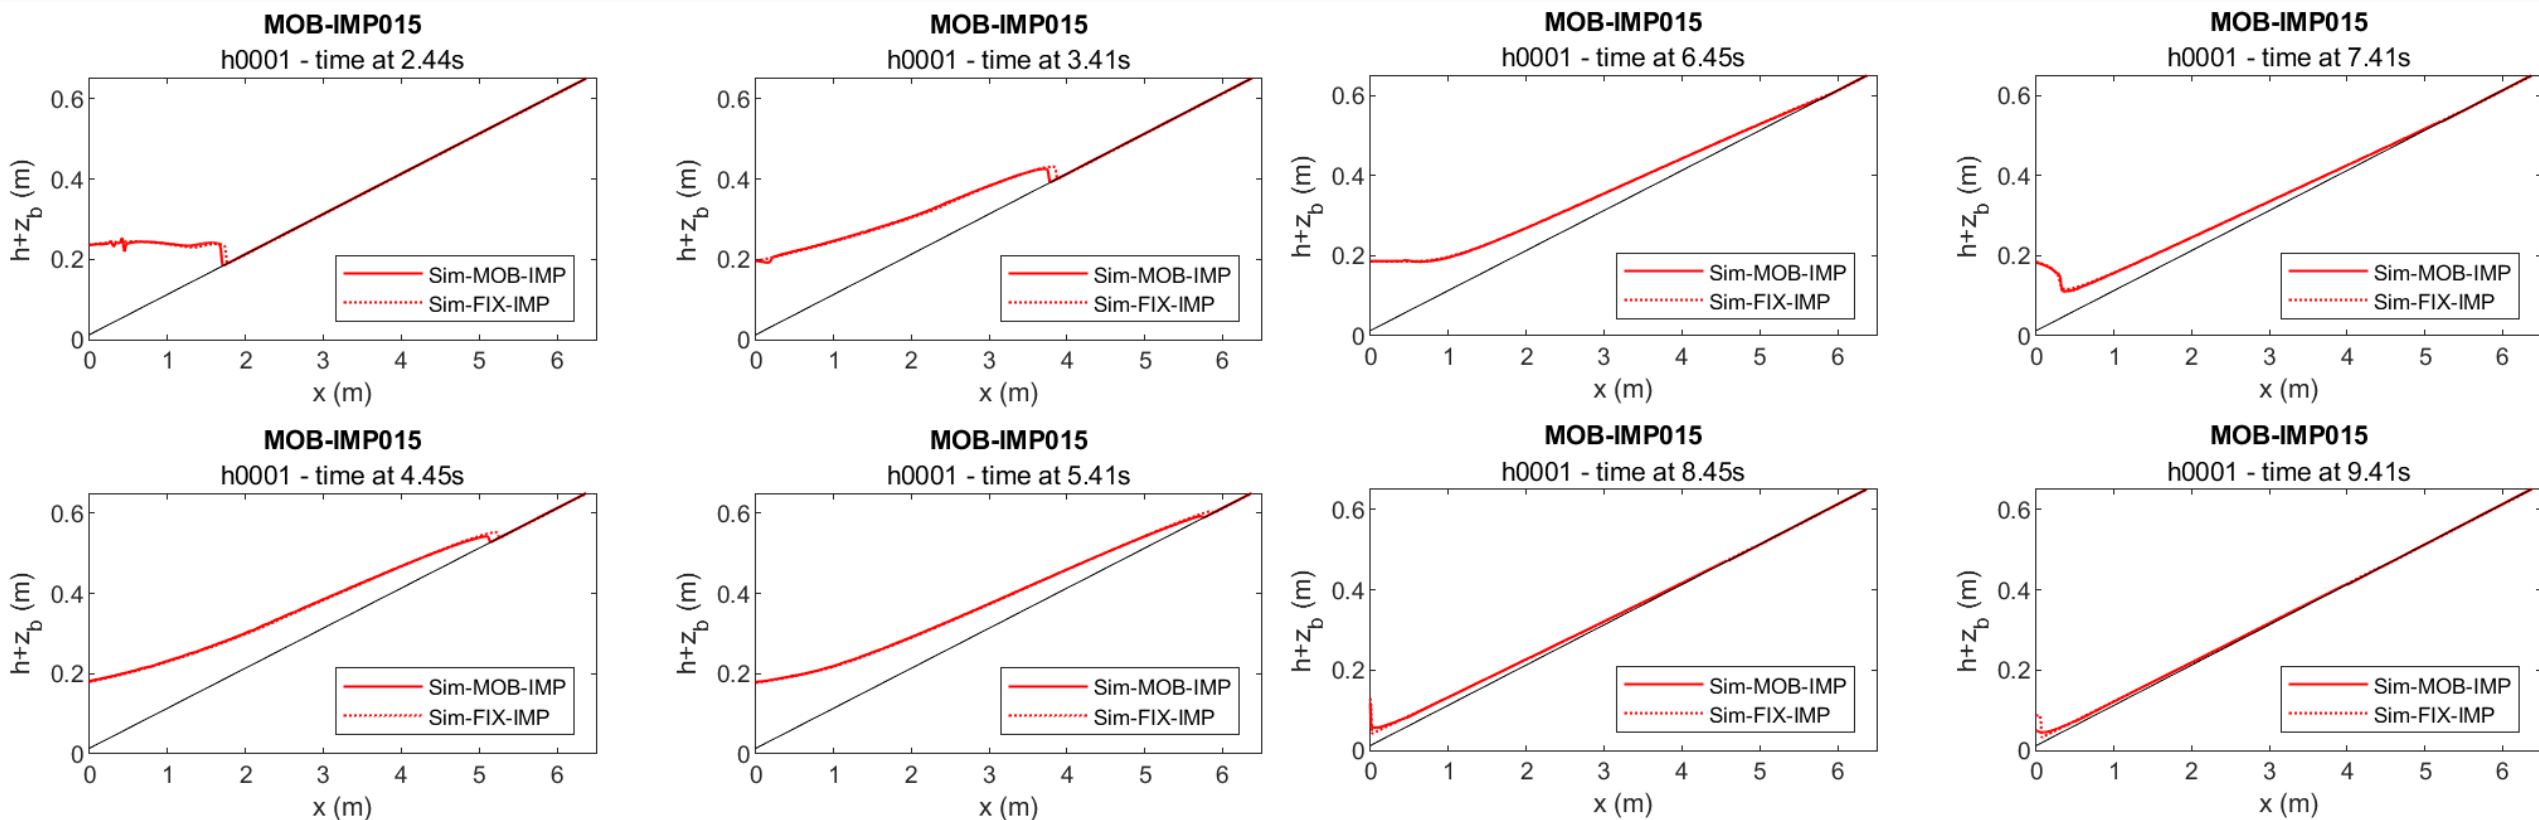 MOB-IMP015
h0001 - time at 2.44s
h+z_b (m)
0.6
0.4
0.2
0
0 1 2 3 4 5 6
x (m)
Sim-MOB-IMP
Sim-FIX-IMP
MOB-IMP015
h0001 - time at 3.41s
h+z_b (m)
0.6
0.4
0.2
0
0 1 2 3 4 5 6
x (m)
Sim-MOB-IMP
Sim-FIX-IMP
MOB-IMP015
h0001 - time at 6.45s
h+z_b (m)
0.6
0.4
0.2
0
0 1 2 3 4 5 6
x (m)
Sim-MOB-IMP
Sim-FIX-IMP
MOB-IMP015
h0001 - time at 7.41s
h+z_b (m)
0.6
0.4
0.2
0
0 1 2 3 4 5 6
x (m)
Sim-MOB-IMP
Sim-FIX-IMP
MOB-IMP015
h0001 - time at 4.45s
h+z_b (m)
0.6
0.4
0.2
0
0 1 2 3 4 5 6
x (m)
Sim-MOB-IMP
Sim-FIX-IMP
MOB-IMP015
h0001 - time at 5.41s
h+z_b (m)
0.6
0.4
0.2
0
0 1 2 3 4 5 6
x (m)
Sim-MOB-IMP
Sim-FIX-IMP
MOB-IMP015
h0001 - time at 8.45s
h+z_b (m)
0.6
0.4
0.2
0
0 1 2 3 4 5 6
x (m)
Sim-MOB-IMP
Sim-FIX-IMP
MOB-IMP015
h0001 - time at 9.41s
h+z_b (m)
0.6
0.4
0.2
0
0 1 2 3 4 5 6
x (m)
Sim-MOB-IMP
Sim-FIX-IMP